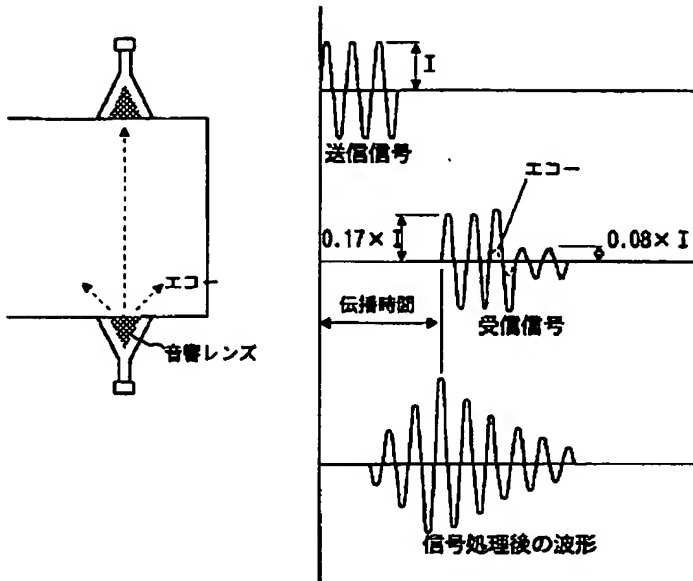 I
送信信号
エコー
0.17× I
0.08× I
エコー
伝播時間
受信信号
音響レンズ
信号処理後の波形